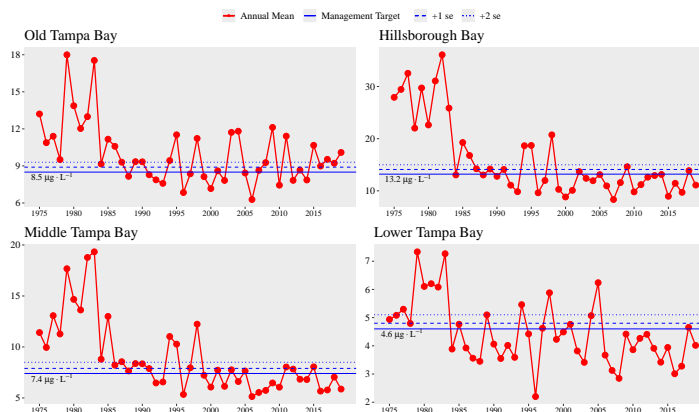 Annual Mean Management Target +1 se +2 se
Old Tampa Bay
18
15
12
9
6
8.5 μg · L⁻¹
1975 1980 1985 1990 1995 2000 2005 2010 2015
Hillsborough Bay
30
20
10
13.2 μg · L⁻¹
1975 1980 1985 1990 1995 2000 2005 2010 2015
Middle Tampa Bay
20
15
10
5
7.4 μg · L⁻¹
1975 1980 1985 1990 1995 2000 2005 2010 2015
Lower Tampa Bay
7
6
5
4
3
2
4.6 μg · L⁻¹
1975 1980 1985 1990 1995 2000 2005 2010 2015